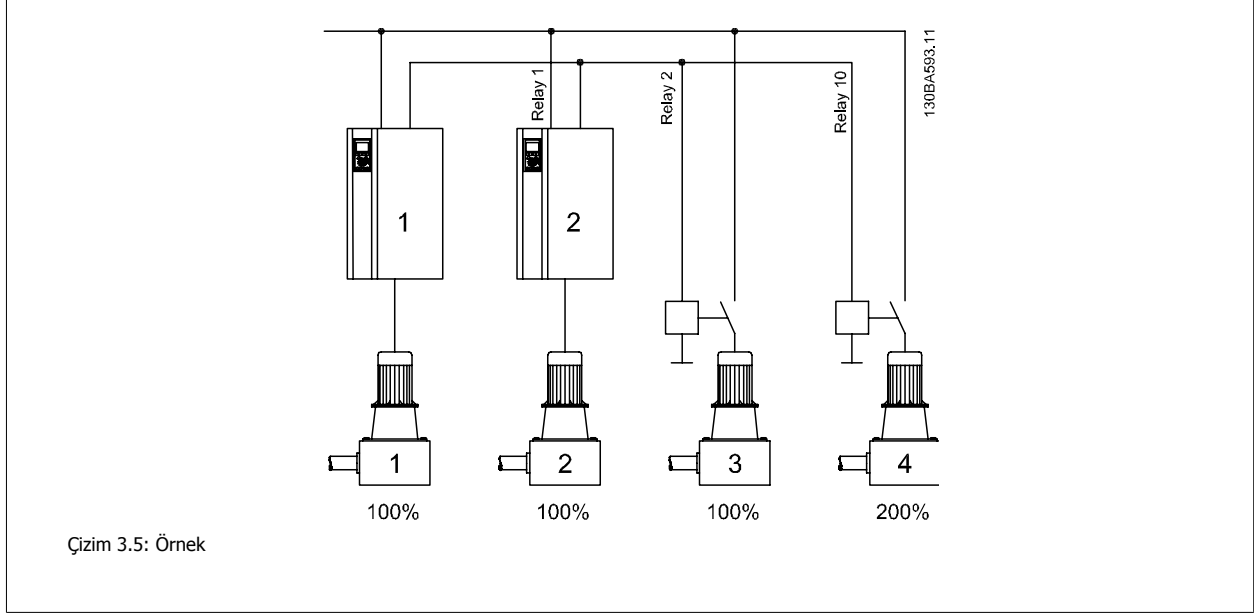 130BA593.11
Relay 1
Relay 2
Relay 10
1
2
1
2
3
4
100%
100%
100%
200%
Çizim 3.5: Örnek